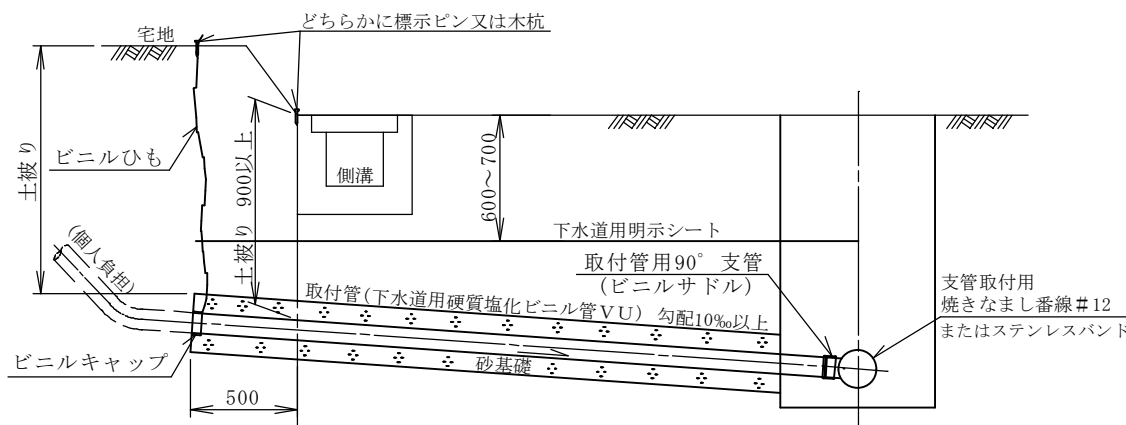 どちらかに標示ピン又は木杭
宅地
土被り
ビニルひも
土被り 900以上
側溝
600～700
下水道用明示シート
(個人負担)
取付管用90°支管
(ビニルサドル)
支管取付用
焼きなまし番線#12
またはステンレスバンド
取付管(下水道用硬質塩化ビニル管VU) 勾配10‰以上
ビニルキャップ
砂基礎
500